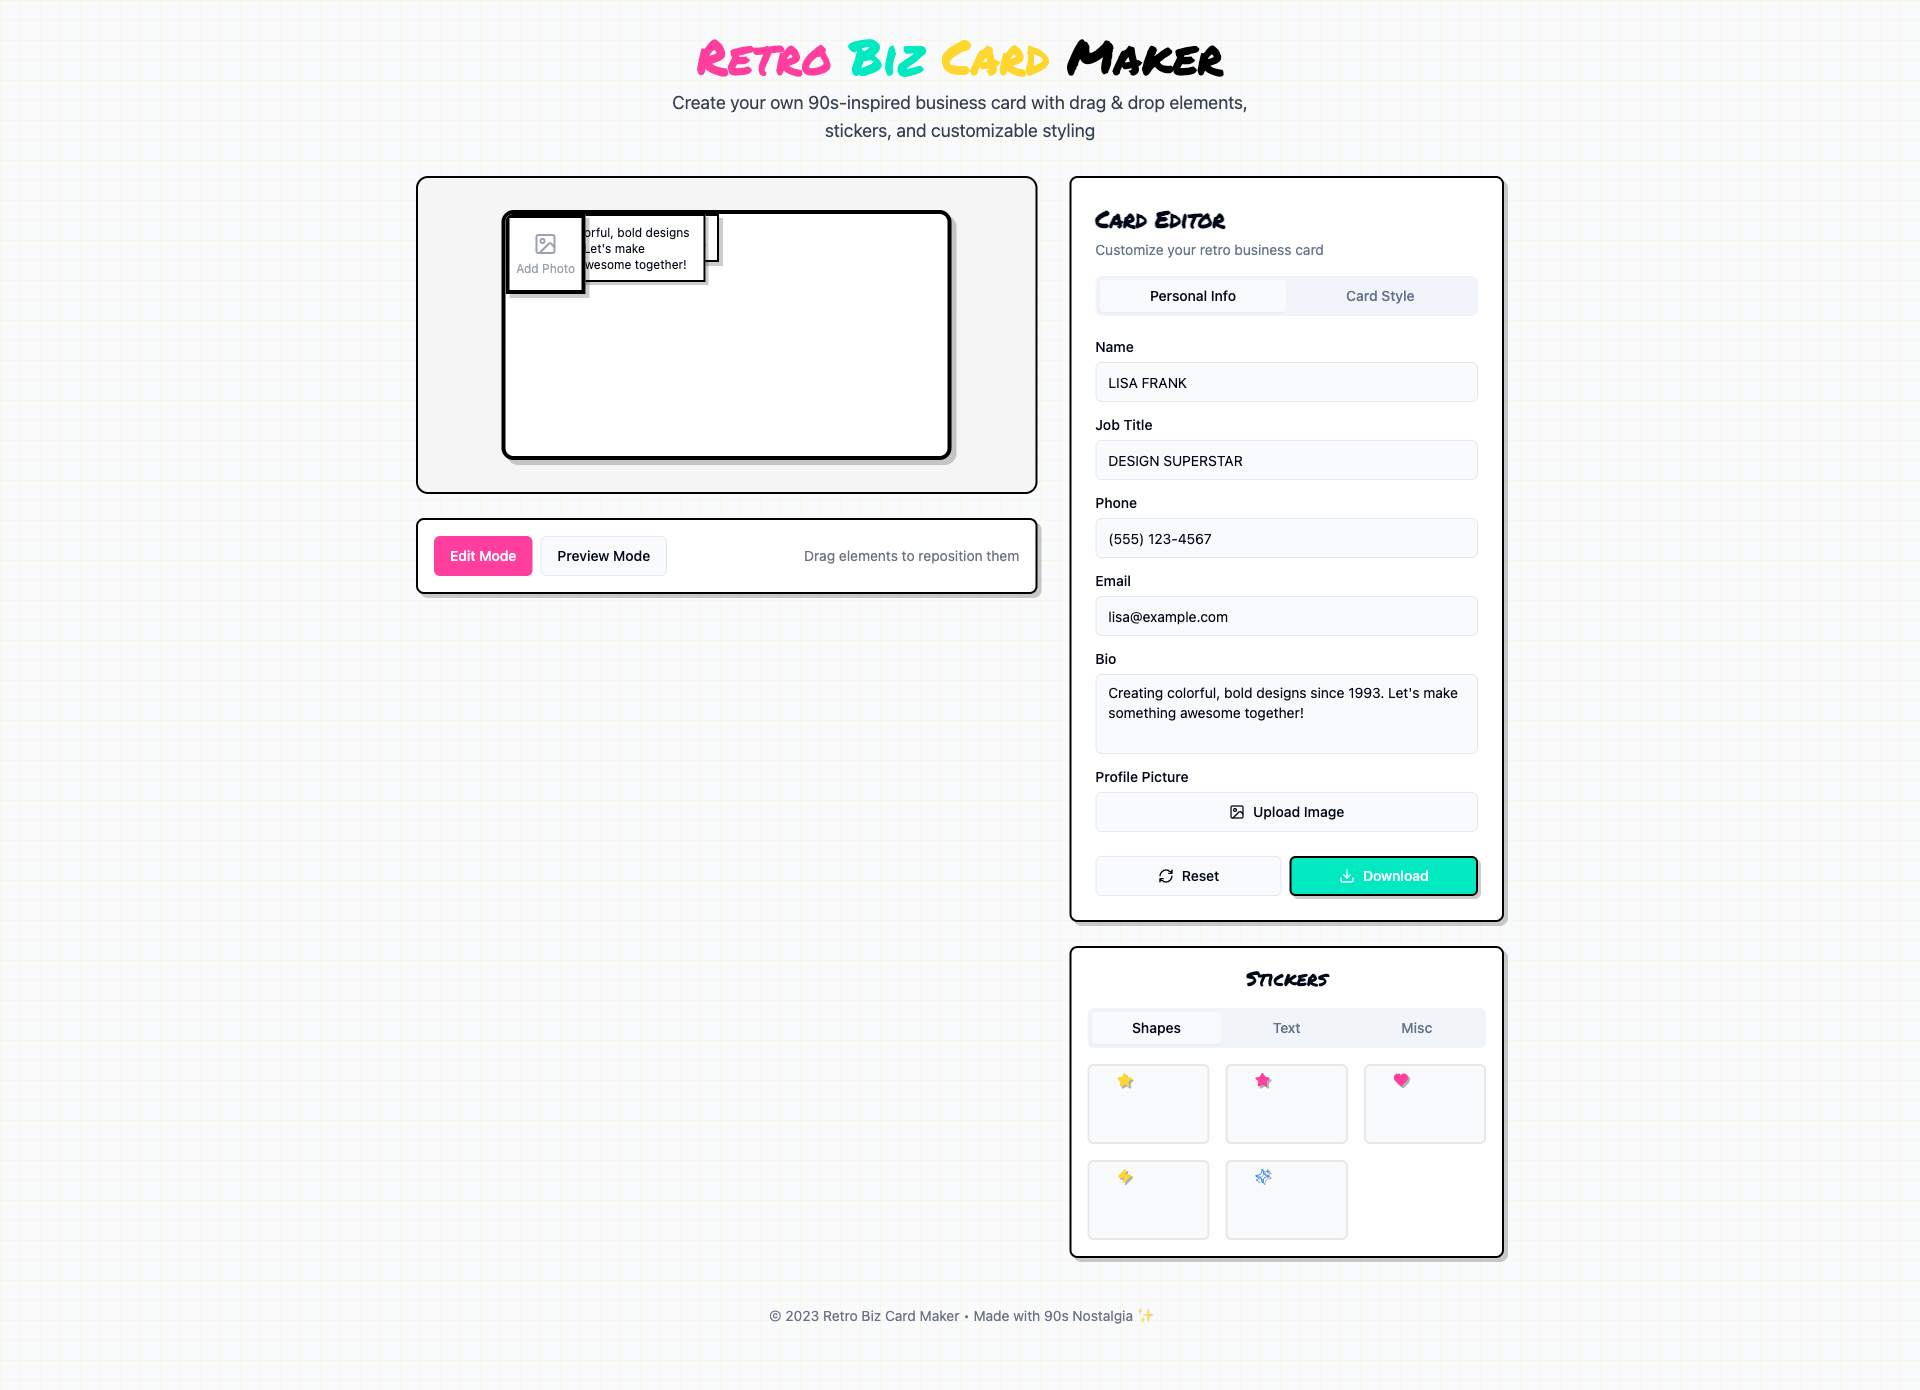 Retro Biz Card Maker
Create your own 90s-inspired business card with drag & drop elements,
stickers, and customizable styling
Add Photo
orful, bold designs
Let's make
wesome together!
Edit Mode
Preview Mode
Drag elements to reposition them
Card Editor
Customize your retro business card
Personal Info
Card Style
Name
LISA FRANK
Job Title
DESIGN SUPERSTAR
Phone
(555) 123-4567
Email
lisa@example.com
Bio
Creating colorful, bold designs since 1993. Let's make
something awesome together!
Profile Picture
Upload Image
Reset
Download
Stickers
Shapes
Text
Misc
© 2023 Retro Biz Card Maker • Made with 90s Nostalgia ✨